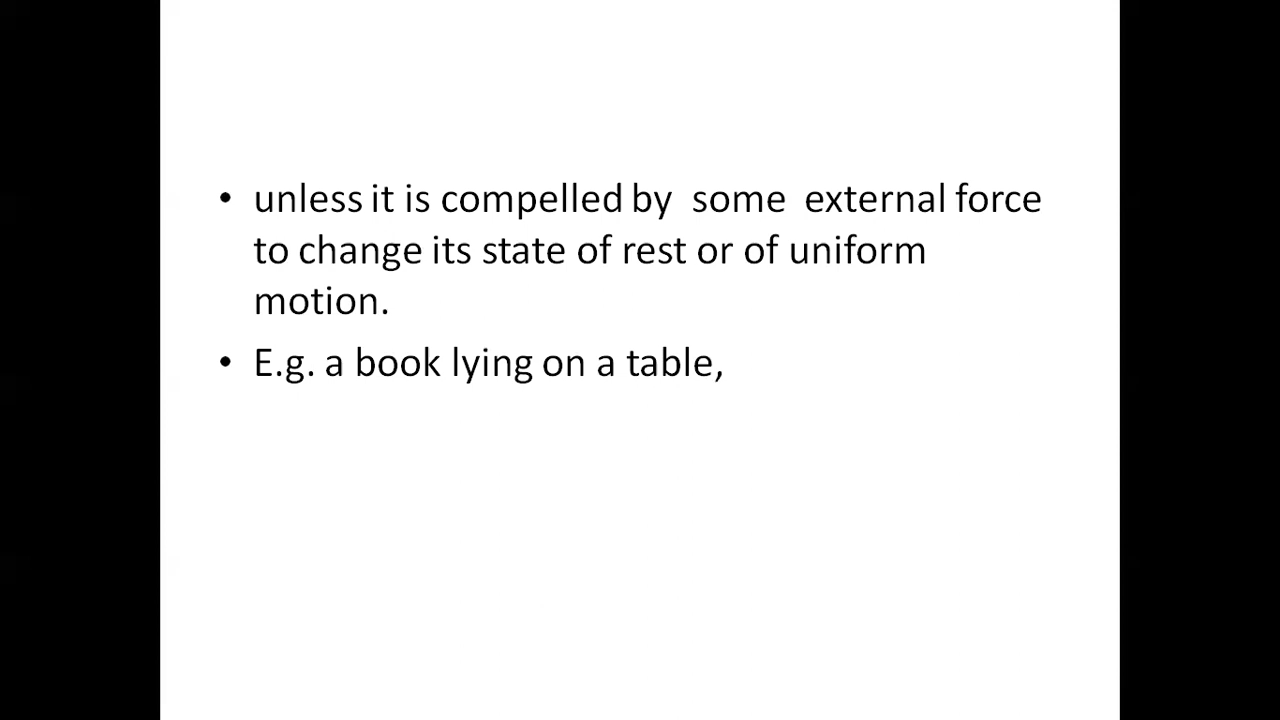 • unless it is compelled by some external force
to change its state of rest or of uniform
motion.
• E.g. a book lying on a table,